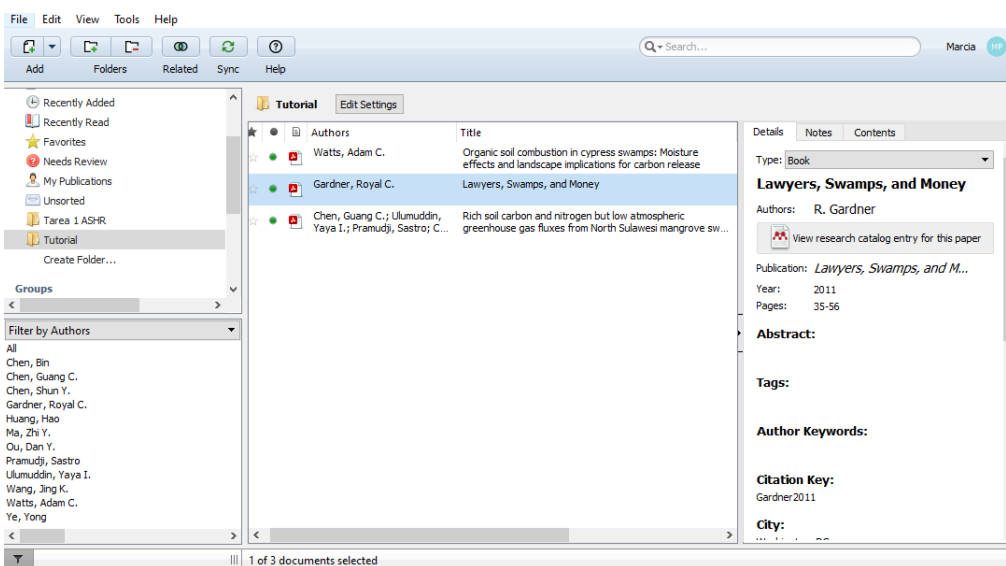 File Edit View Tools Help
Search...
Marcia MP
Add Folders Related Sync Help
Recently Added
Recently Read
Favorites
Needs Review
My Publications
Unsorted
Tarea 1 ASHR
Tutorial
Create Folder...
Groups
Filter by Authors
All
Chen, Bin
Chen, Guang C.
Chen, Shun Y.
Gardner, Royal C.
Huang, Hao
Ma, Zhi Y.
Ou, Dan Y.
Pramudji, Sastro
Ulumuddin, Yaya I.
Wang, Jing K.
Watts, Adam C.
Ye, Yong
Tutorial Edit Settings
Authors Title
Watts, Adam C. Organic soil combustion in cypress swamps: Moisture
effects and landscape implications for carbon release
Gardner, Royal C. Lawyers, Swamps, and Money
Chen, Guang C.; Ulumuddin, Rich soil carbon and nitrogen but low atmospheric
Yaya I.; Pramudji, Sastro; C... greenhouse gas fluxes from North Sulawesi mangrove sw...
1 of 3 documents selected
Details Notes Contents
Type: Book
Lawyers, Swamps, and Money
Authors: R. Gardner
View research catalog entry for this paper
Publication: Lawyers, Swamps, and M...
Year: 2011
Pages: 35-56
Abstract:
Tags:
Author Keywords:
Citation Key:
Gardner2011
City: